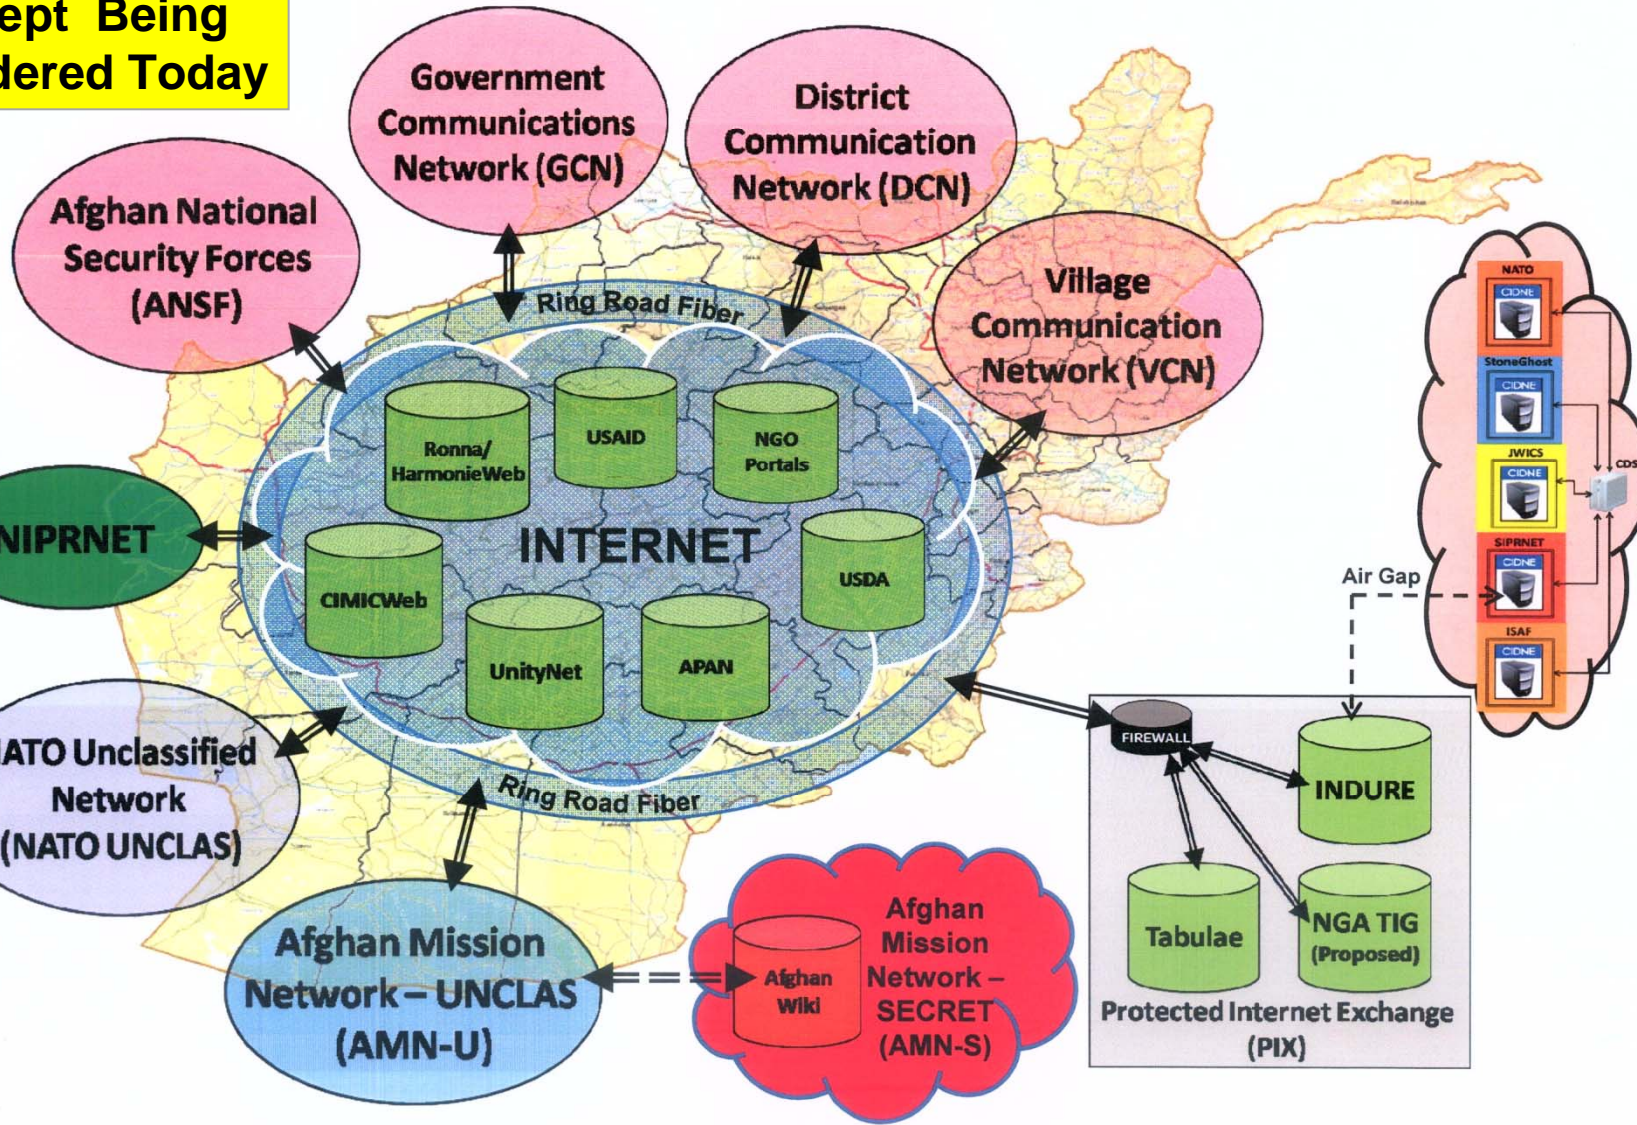 ept Being
dered Today
Government
Communications
Network (GCN)
District
Communication
Network (DCN)
Afghan National
Security Forces
(ANSF)
Village
Communication
Network (VCN)
Ring Road Fiber
Ronna/
HarmonieWeb
USAID
NGO
Portals
INTERNET
NIPRNET
CIMICWeb
USDA
UnityNet
APAN
ATO Unclassified
Network
(NATO UNCLAS)
Ring Road Fiber
Afghan Mission
Network – UNCLAS
(AMN-U)
Afghan
Wiki
Afghan
Mission
Network –
SECRET
(AMN-S)
NATO
CIDNE
StoneGhost
CIDNE
JWICS
CIDNE
CDS
SIPRNET
CIDNE
ISAF
CIDNE
Air Gap
FIREWALL
INDURE
Tabulae
NGA TIG
(Proposed)
Protected Internet Exchange
(PIX)